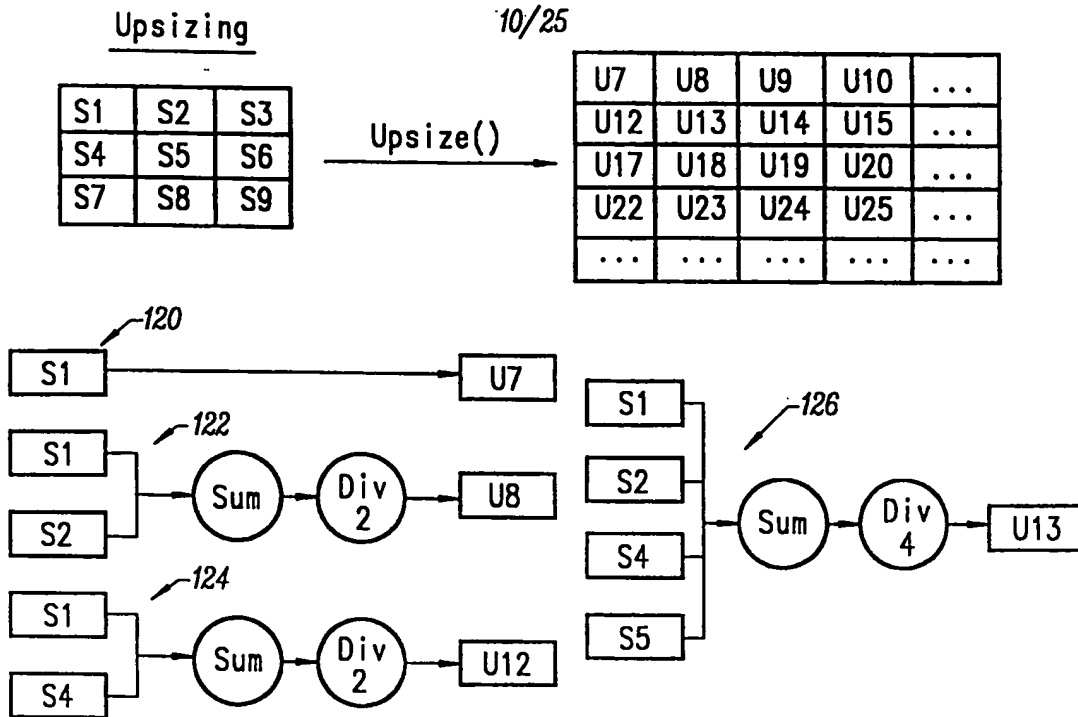 Upsizing
10/25
S1 S2 S3
S4 S5 S6
S7 S8 S9
Upsize()
U7 U8 U9 U10 ...
U12 U13 U14 U15 ...
U17 U18 U19 U20 ...
U22 U23 U24 U25 ...
... ... ... ... ...
120
S1 U7
122
S1
S2
Sum
Div 2
U8
124
S1
S4
Sum
Div 2
U12
126
S1
S2
S4
S5
Sum
Div 4
U13